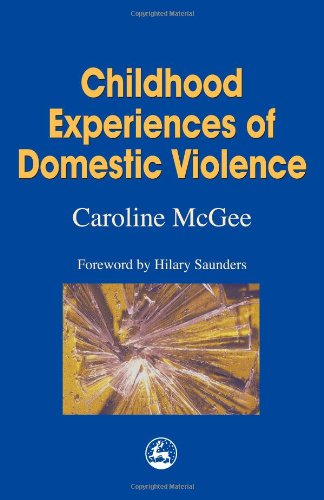 Copyrighted Material
Childhood
Experiences of
Domestic Violence
Caroline McGee
Foreword by Hilary Saunders
Copyrighted Material